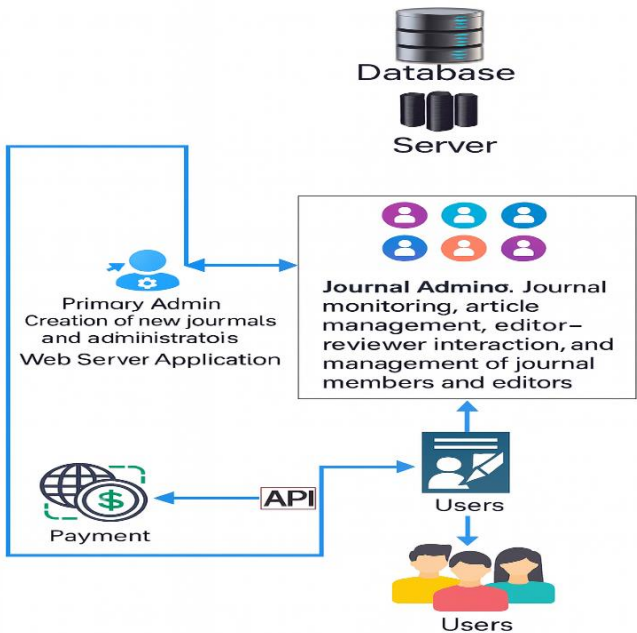 Database
Server
Primary Admin
Creation of new jourmals
and adıhiniratois
Web Server Application
Journal Admino. Journal
monitoring, article
management, editor–
reviewer interaction, and
management of journal
members and editors
Payment
API
Users
Users